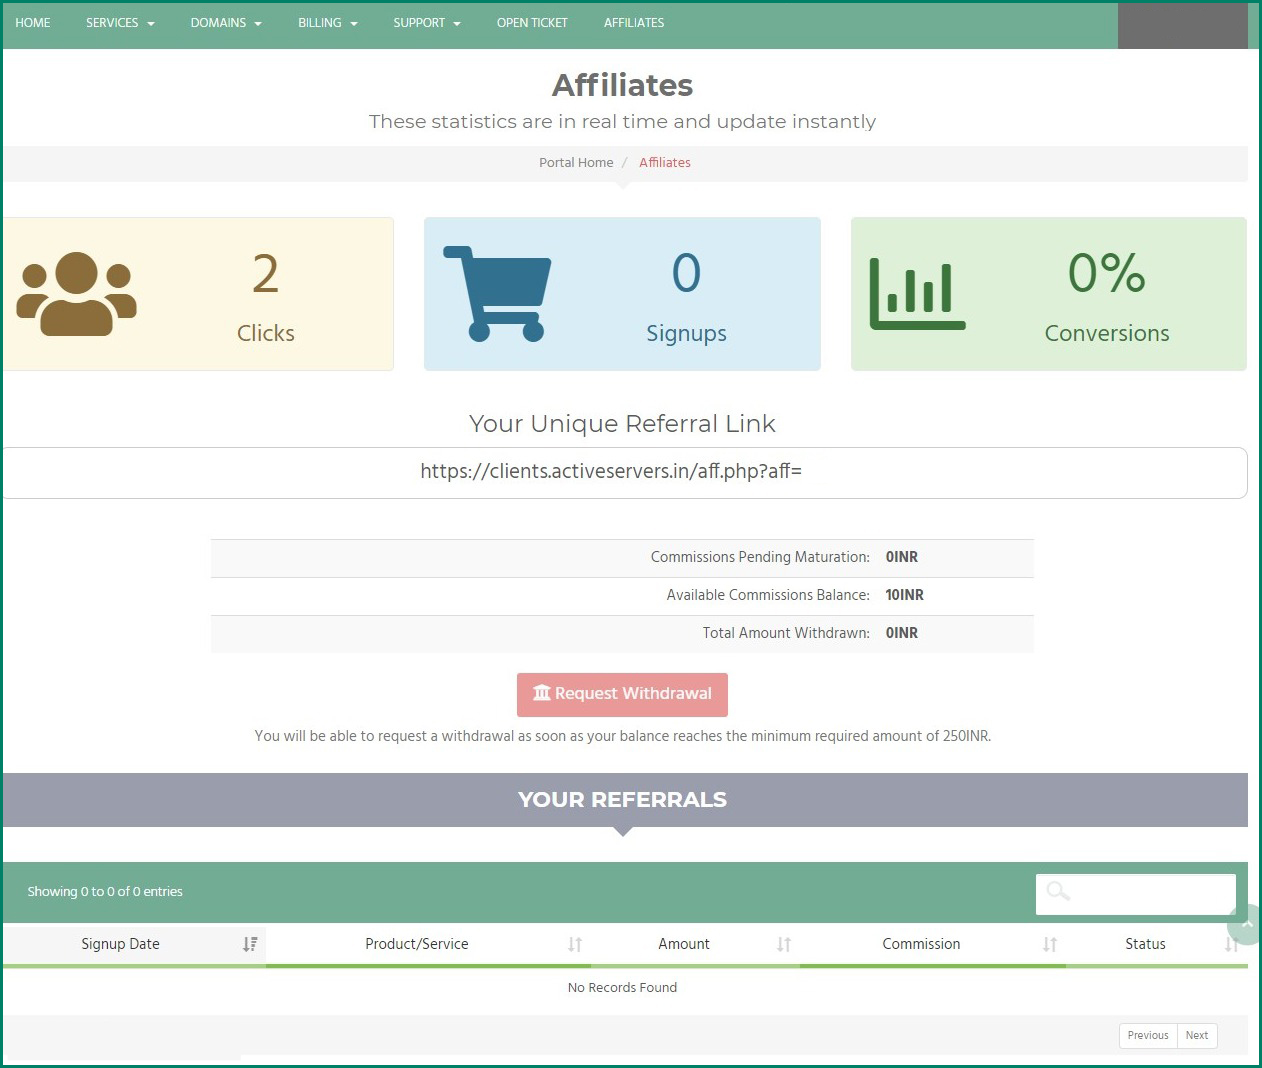 HOME SERVICES DOMAINS BILLING SUPPORT OPEN TICKET AFFILIATES
Affiliates
These statistics are in real time and update instantly
Portal Home / Affiliates
2
Clicks
0
Signups
0%
Conversions
Your Unique Referral Link
https://clients.activeservers.in/aff.php?aff=
Commissions Pending Maturation: 0INR
Available Commissions Balance: 10INR
Total Amount Withdrawn: 0INR
Request Withdrawal
You will be able to request a withdrawal as soon as your balance reaches the minimum required amount of 250INR.
YOUR REFERRALS
Showing 0 to 0 of 0 entries
Signup Date Product/Service Amount Commission Status
No Records Found
Previous Next